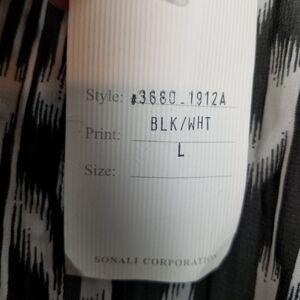 Style: #3680-1912A
Print: BLK/WHT
Size: L
SONALI CORPORATION